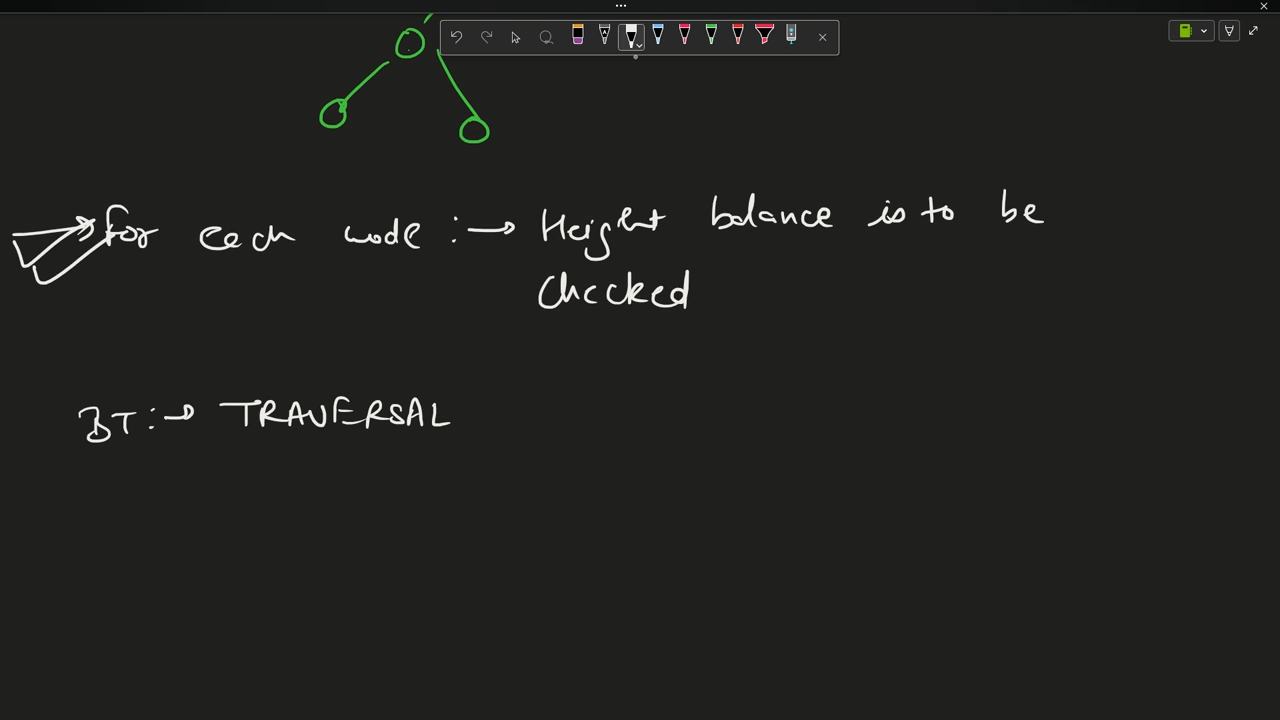 for each node :→ Height balance is to be
checked
BT :→ TRAVERSAL